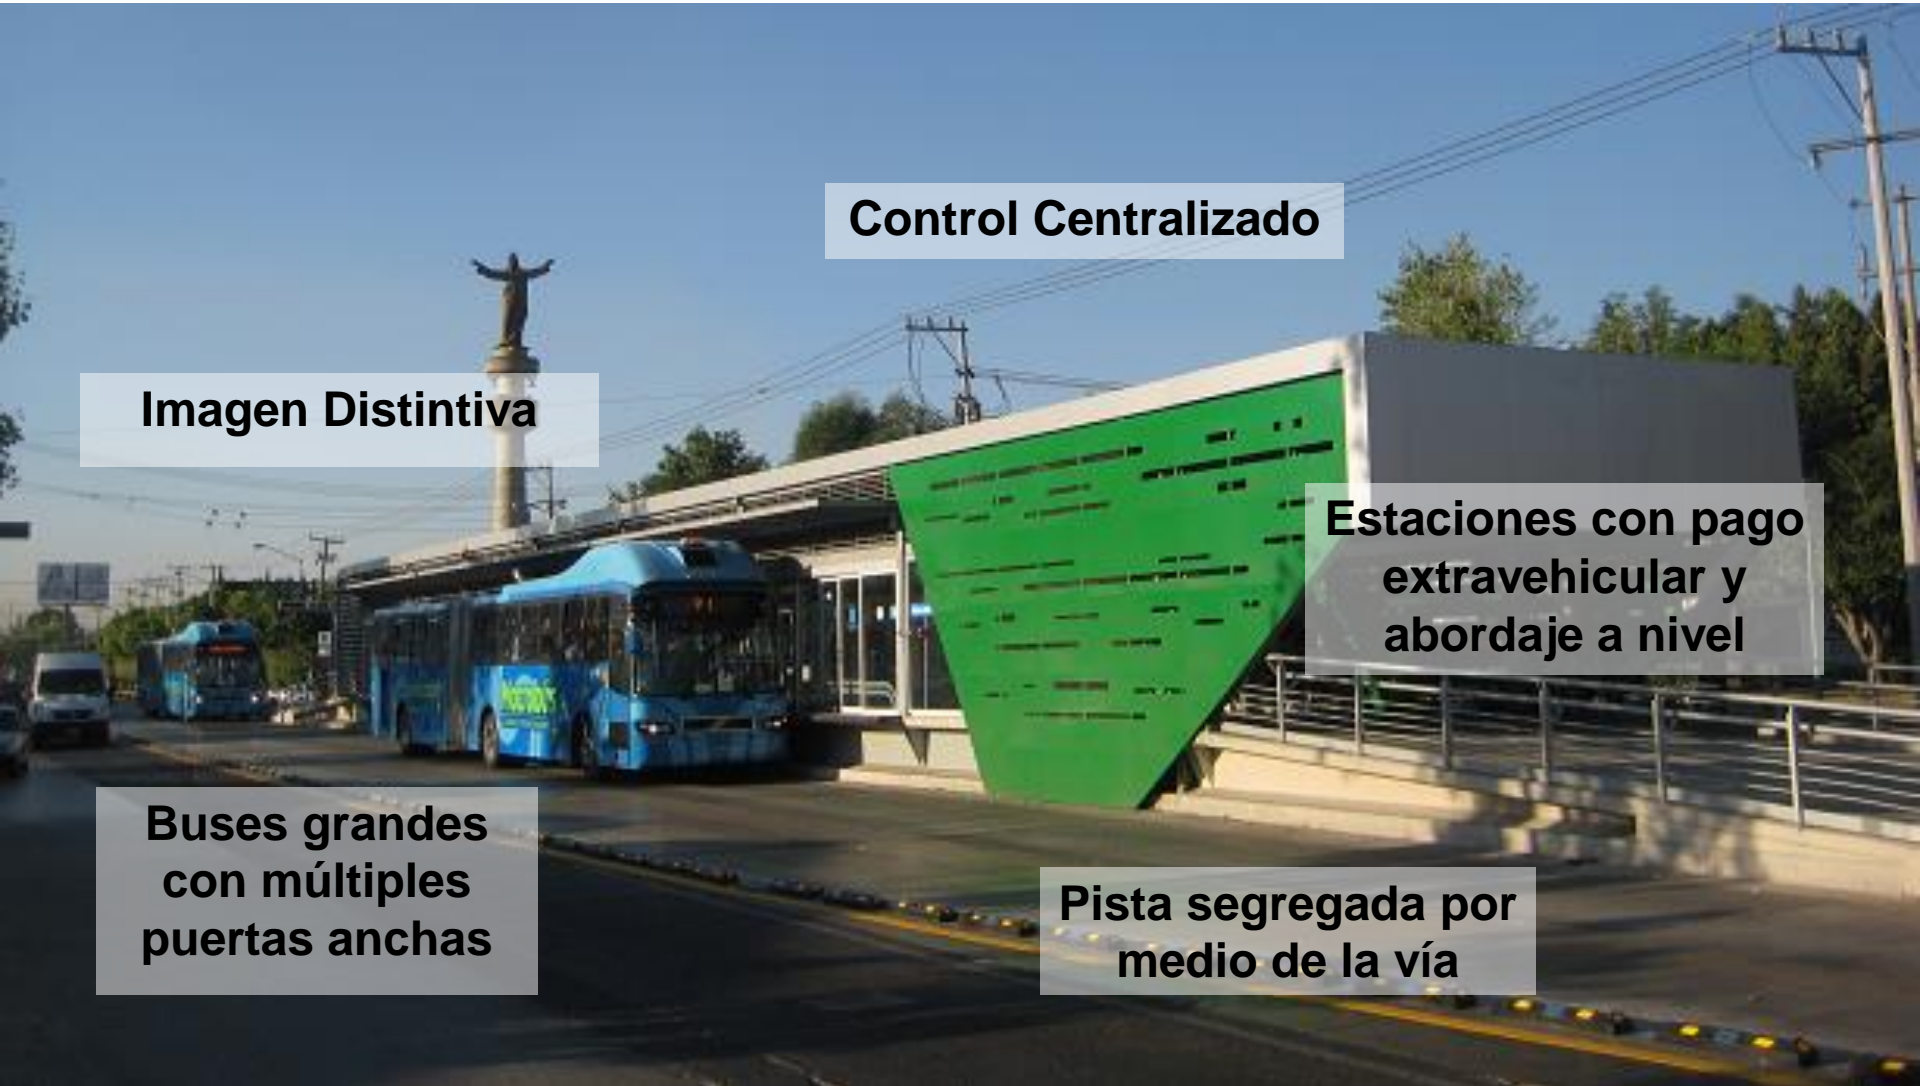 Control Centralizado
Imagen Distintiva
Estaciones con pago
extravehicular y
abordaje a nivel
Buses grandes
con múltiples
puertas anchas
Pista segregada por
medio de la vía